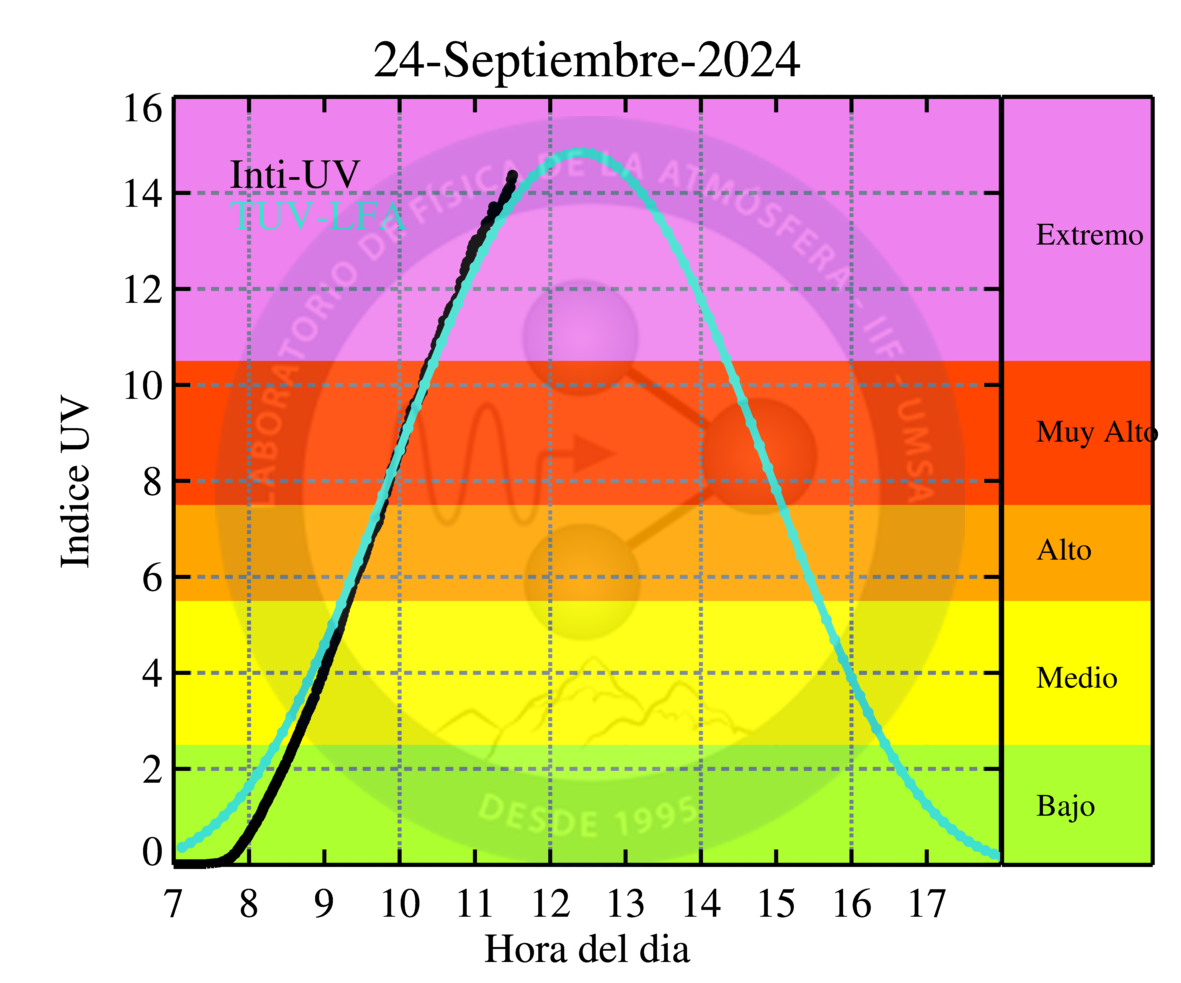 24-Septiembre-2024
Inti-UV
TUV-LFA
LABORATORIO DE FÍSICA DE LA ATMÓSFERA - IIF - UMSA
DESDE 1995
Indice UV
16
14
12
10
8
6
4
2
0
Extremo
Muy Alto
Alto
Medio
Bajo
7 8 9 10 11 12 13 14 15 16 17
Hora del dia